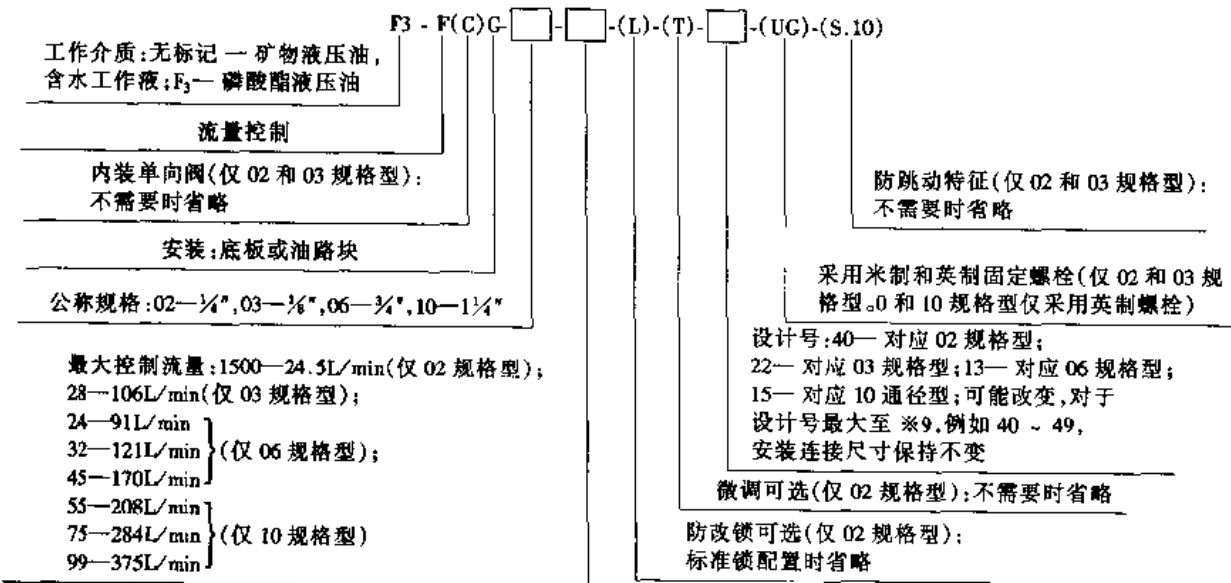 F3 - F(C)G-□-□-(L)-(T)-□-(UG)-(S.10)
工作介质:无标记 — 矿物液压油,
含水工作液;F₃— 磷酸酯液压油
流量控制
内装单向阀(仅 02 和 03 规格型):
不需要时省略
安装:底板或油路块
公称规格:02—1/4",03—3/8",06—3/4",10—1 1/4"
最大控制流量:1500—24.5L/min(仅 02 规格型);
28—106L/min(仅 03 规格型);
24—91L/min
32—121L/min (仅 06 规格型);
45—170L/min
55—208L/min
75—284L/min (仅 10 规格型)
99—375L/min
防跳动特征(仅 02 和 03 规格型):
不需要时省略
采用米制和英制固定螺栓(仅 02 和 03 规
格型。0 和 10 规格型仅采用英制螺栓)
设计号:40— 对应 02 规格型;
22— 对应 03 规格型;13— 对应 06 规格型;
15— 对应 10 通径型;可能改变,对于
设计号最大至 ※9,例如 40 ~ 49,
安装连接尺寸保持不变
微调可选(仅 02 规格型);不需要时省略
防改锁可选(仅 02 规格型);
标准锁配置时省略